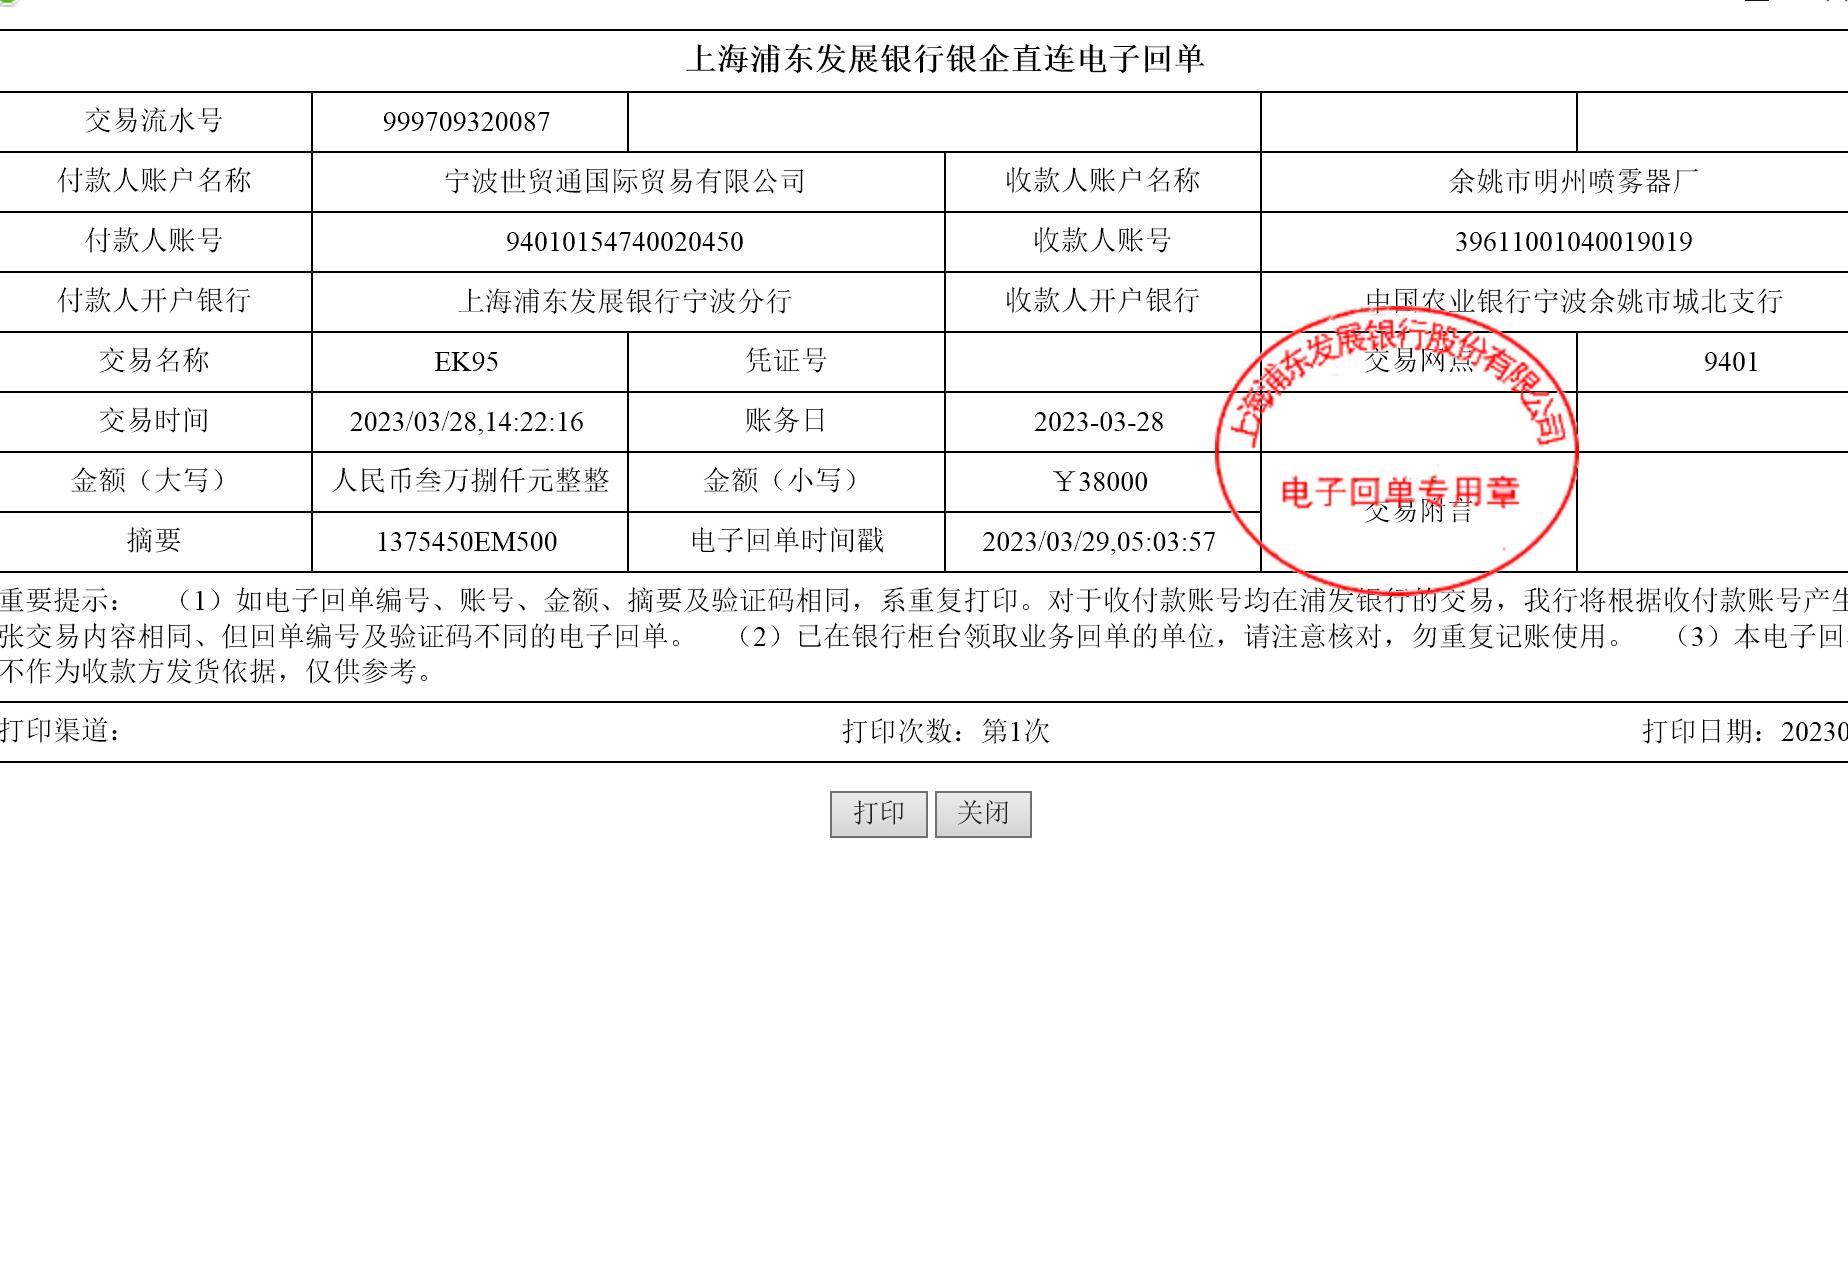 上海浦东发展银行银企直连电子回单
交易流水号 999709320087
付款人账户名称 宁波世贸通国际贸易有限公司 收款人账户名称 余姚市明州喷雾器厂
付款人账号 94010154740020450 收款人账号 39611001040019019
付款人开户银行 上海浦东发展银行宁波分行 收款人开户银行 中国农业银行宁波余姚市城北支行
交易名称 EK95 凭证号 交易网点 9401
交易时间 2023/03/28,14:22:16 账务日 2023-03-28
金额（大写） 人民币叁万捌仟元整整 金额（小写） ￥38000
交易附言
摘要 1375450EM500 电子回单时间戳 2023/03/29,05:03:57
上海浦东发展银行股份有限公司
电子回单专用章
重要提示： （1）如电子回单编号、账号、金额、摘要及验证码相同，系重复打印。对于收付款账号均在浦发银行的交易，我行将根据收付款账号产生
张交易内容相同、但回单编号及验证码不同的电子回单。 （2）已在银行柜台领取业务回单的单位，请注意核对，勿重复记账使用。 （3）本电子回
不作为收款方发货依据，仅供参考。
打印渠道： 打印次数：第1次 打印日期：20230
打印 关闭